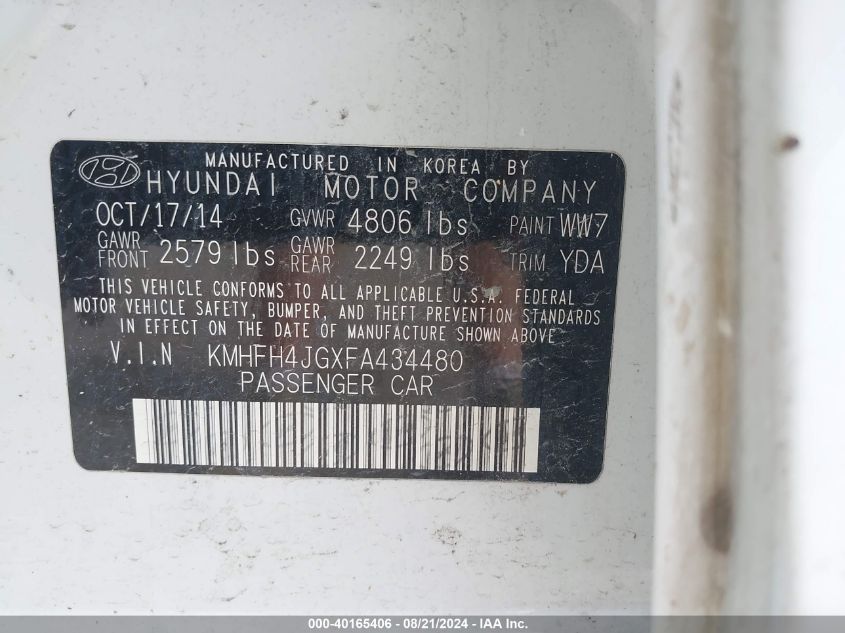 MANUFACTURED IN KOREA BY
HYUNDAI MOTOR COMPANY
OCT/17/14 GVWR 4806 lbs PAINT WW7
GAWR FRONT 2579 lbs GAWR REAR 2249 lbs TRIM YDA
THIS VEHICLE CONFORMS TO ALL APPLICABLE U.S.A. FEDERAL
MOTOR VEHICLE SAFETY, BUMPER, AND THEFT PREVENTION STANDARDS
IN EFFECT ON THE DATE OF MANUFACTURE SHOWN ABOVE
V.I.N KMHFH4JGXFA434480
PASSENGER CAR
000-40165406 - 08/21/2024 - IAA Inc.